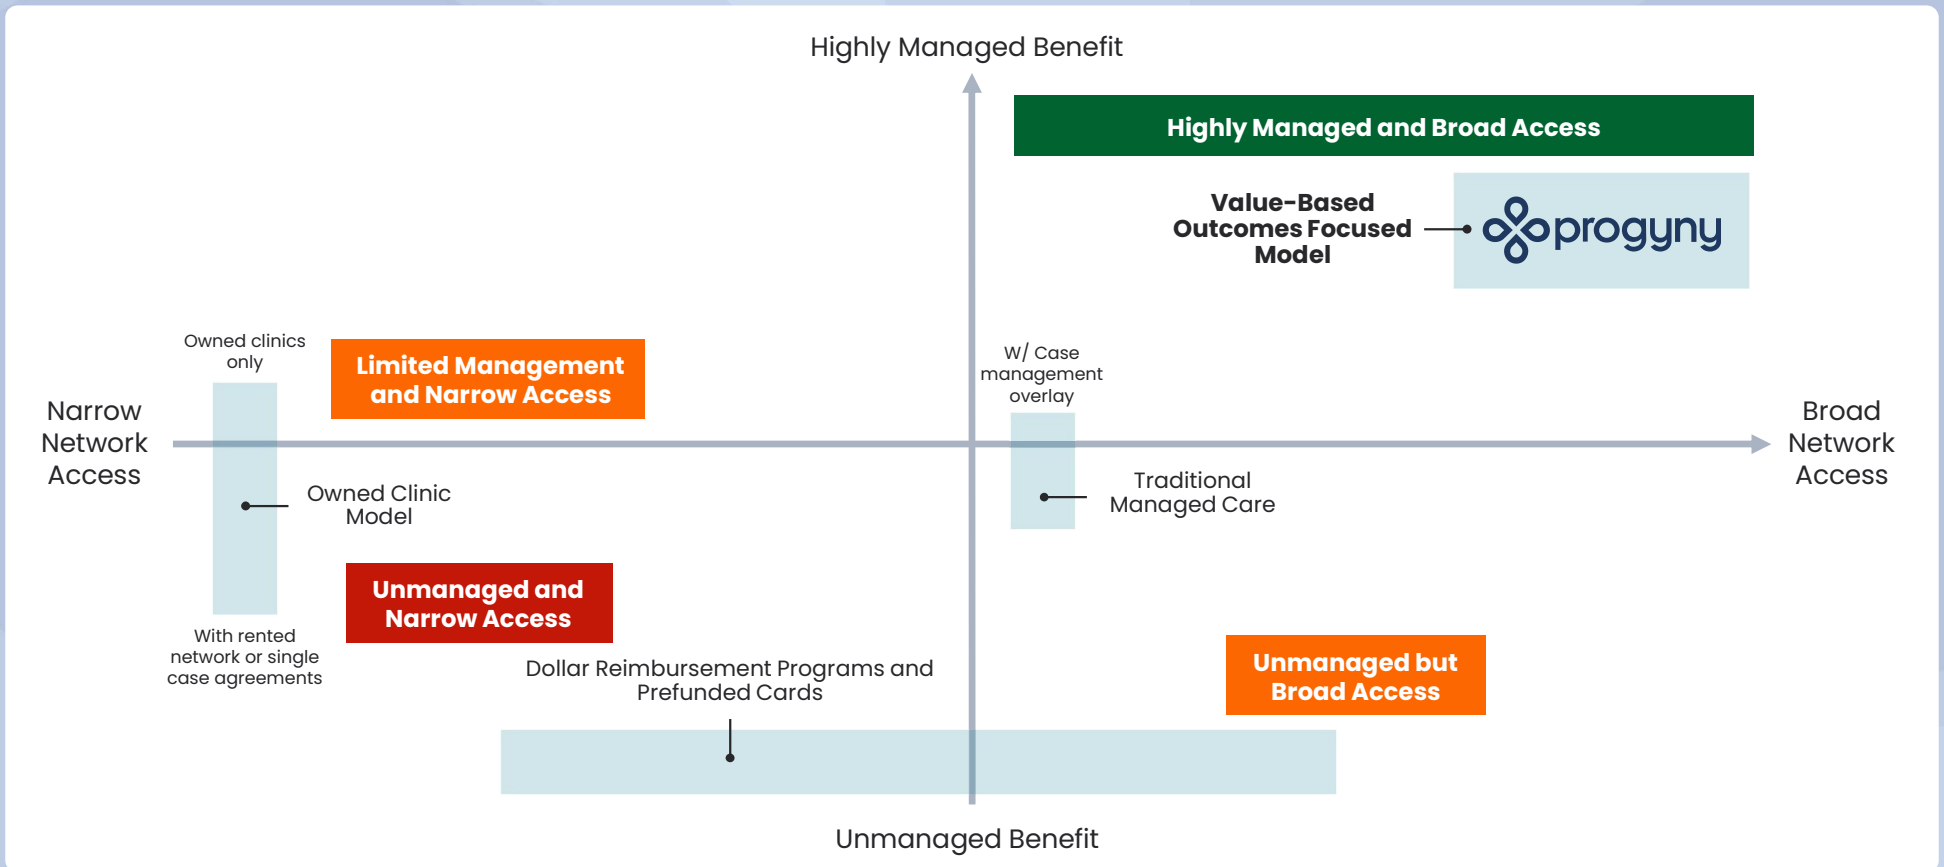 Highly Managed Benefit
Highly Managed and Broad Access
Value-Based
Outcomes Focused
Model
progyny
Owned clinics
only
Limited Management
and Narrow Access
W/ Case
management
overlay
Narrow
Network
Access
Broad
Network
Access
Owned Clinic
Model
Traditional
Managed Care
Unmanaged and
Narrow Access
With rented
network or single
case agreements
Dollar Reimbursement Programs and
Prefunded Cards
Unmanaged but
Broad Access
Unmanaged Benefit